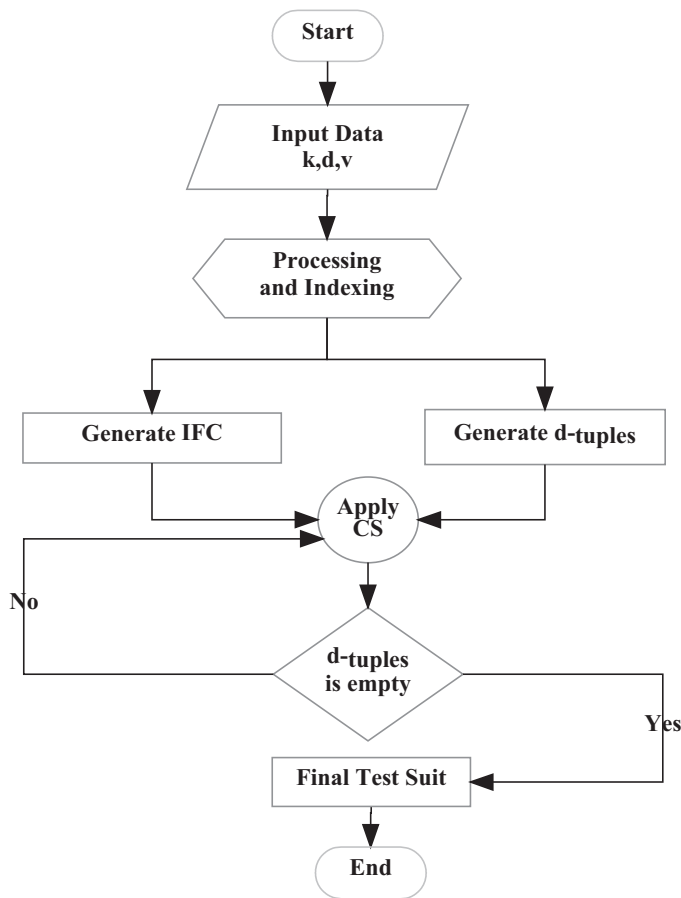 Start
Input Data
k,d,v
Processing
and Indexing
Generate IFC
Generate d-tuples
Apply
CS
No
d-tuples
is empty
Yes
Final Test Suit
End